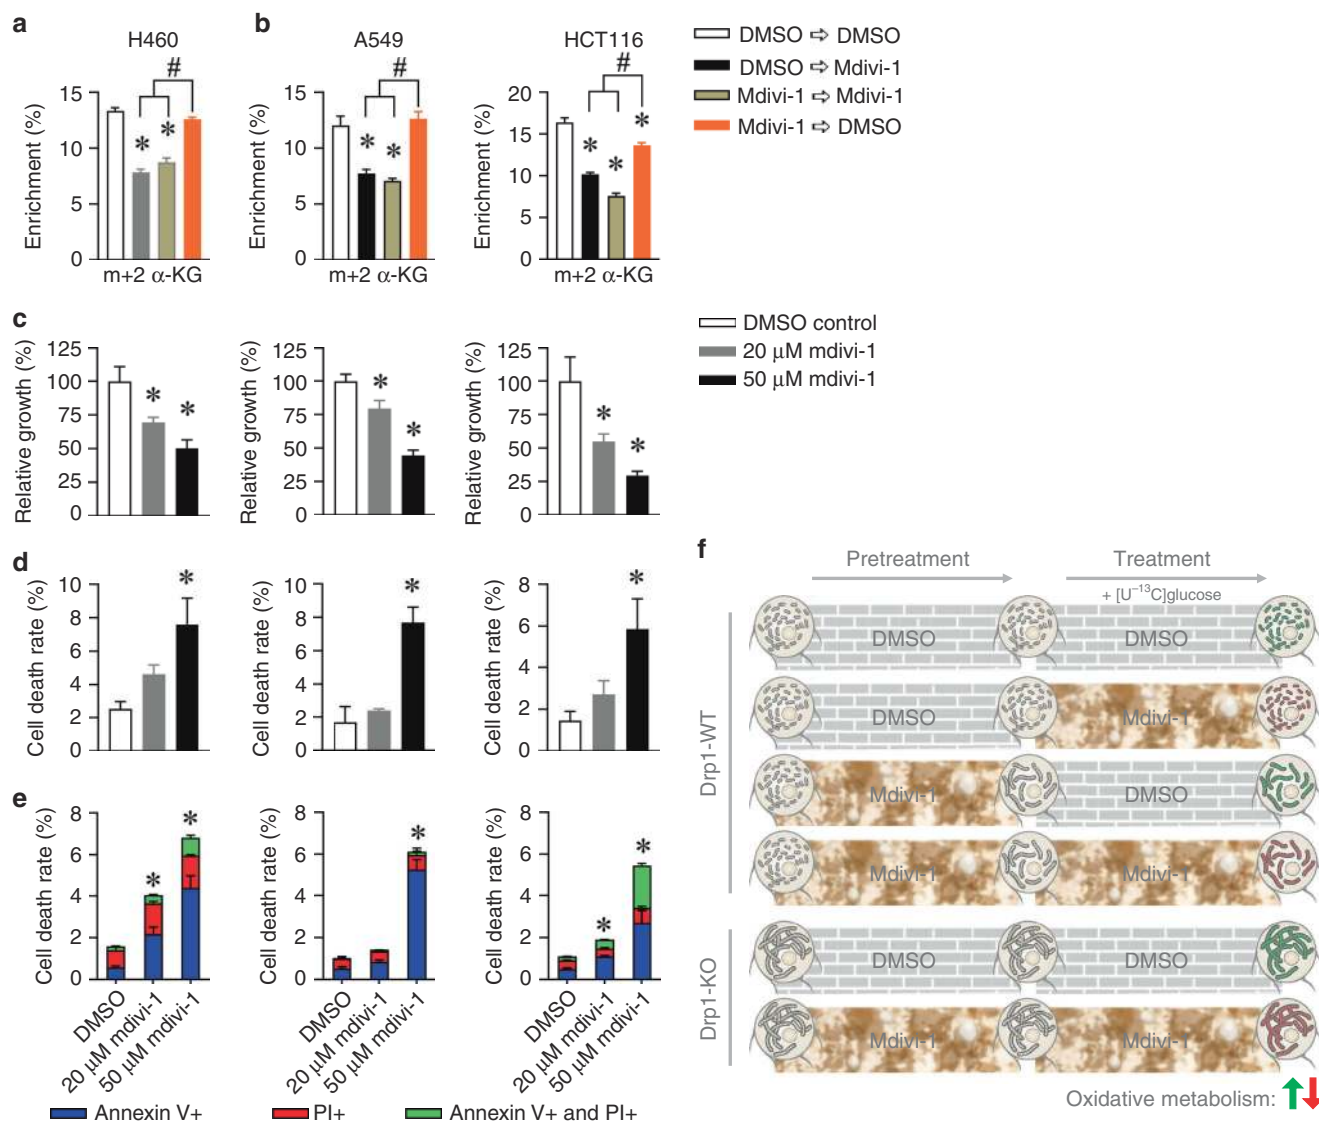 a
H460
#
Enrichment (%)
15
10
5
0
*
*
m+2 α-KG
b
A549
#
Enrichment (%)
15
10
5
0
*
*
m+2 α-KG
HCT116
#
Enrichment (%)
20
15
10
5
0
*
*
*
m+2 α-KG
DMSO ⇨ DMSO
DMSO ⇨ Mdivi-1
Mdivi-1 ⇨ Mdivi-1
Mdivi-1 ⇨ DMSO
c
Relative growth (%)
125
100
75
50
25
0
*
*
Relative growth (%)
125
100
75
50
25
0
*
*
Relative growth (%)
125
100
75
50
25
0
*
*
DMSO control
20 μM mdivi-1
50 μM mdivi-1
d
Cell death rate (%)
10
8
6
4
2
0
*
Cell death rate (%)
10
8
6
4
2
0
*
Cell death rate (%)
8
6
4
2
0
*
e
Cell death rate (%)
8
6
4
2
0
*
*
DMSO
20 μM mdivi-1
50 μM mdivi-1
Cell death rate (%)
8
6
4
2
0
*
DMSO
20 μM mdivi-1
50 μM mdivi-1
Cell death rate (%)
8
6
4
2
0
*
*
DMSO
20 μM mdivi-1
50 μM mdivi-1
Annexin V+
PI+
Annexin V+ and PI+
f
Pretreatment
Treatment
+ [U⁻¹³C]glucose
Drp1-WT
DMSO
DMSO
DMSO
Mdivi-1
Mdivi-1
DMSO
Mdivi-1
Mdivi-1
Drp1-KO
DMSO
DMSO
Mdivi-1
Mdivi-1
Oxidative metabolism: